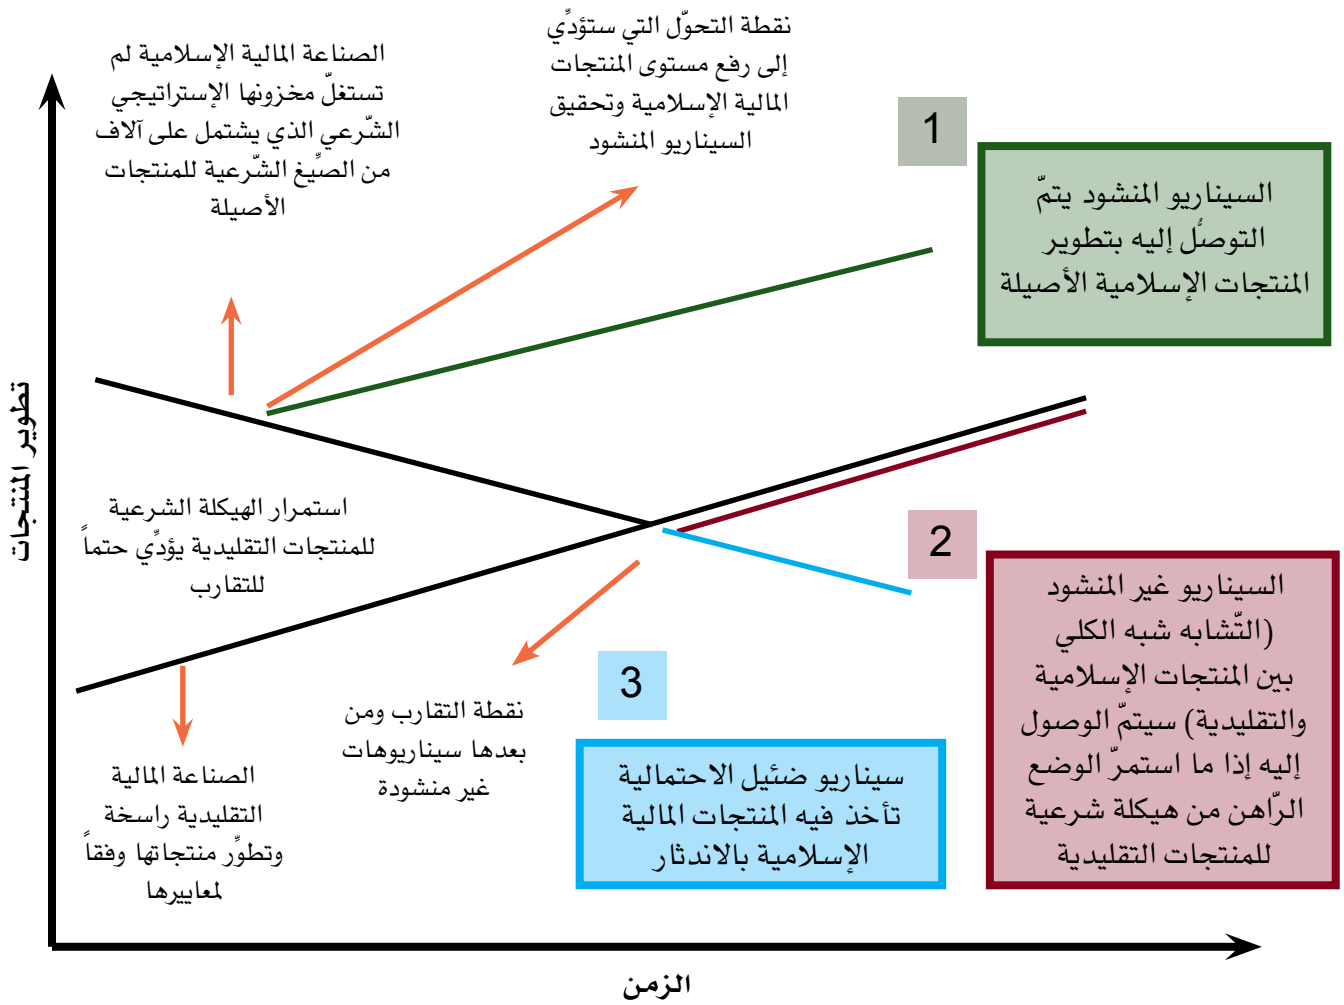 نقطة التحوّل التي ستؤدِّي
إلى رفع مستوى المنتجات
المالية الإسلامية وتحقيق
السيناريو المنشود
الصناعة المالية الإسلامية لم
تستغلّ مخزونها الإستراتيجي
الشّرعي الذي يشتمل على آلاف
من الصيِّغ الشّرعية للمنتجات
الأصيلة
1
السيناريو المنشود يتمّ
التوصلُ إليه بتطوير
المنتجات الإسلامية الأصيلة
تطوير المنتجات
استمرار الهيكلة الشرعية
للمنتجات التقليدية يؤدِّي حتماً
للتقارب
2
السيناريو غير المنشود
(التّشابه شبه الكلي
بين المنتجات الإسلامية
والتقليدية) سيتمّ الوصول
إليه إذا ما استمرّ الوضع
الرّاهن من هيكلة شرعية
للمنتجات التقليدية
3
سيناريو ضئيل الاحتمالية
تأخذ فيه المنتجات المالية
الإسلامية بالاندثار
نقطة التقارب ومن
بعدها سيناريوهات
غير منشودة
الصناعة المالية
التقليدية راسخة
وتطوِّر منتجاتها وفقاً
لمعاييرها
الزمن